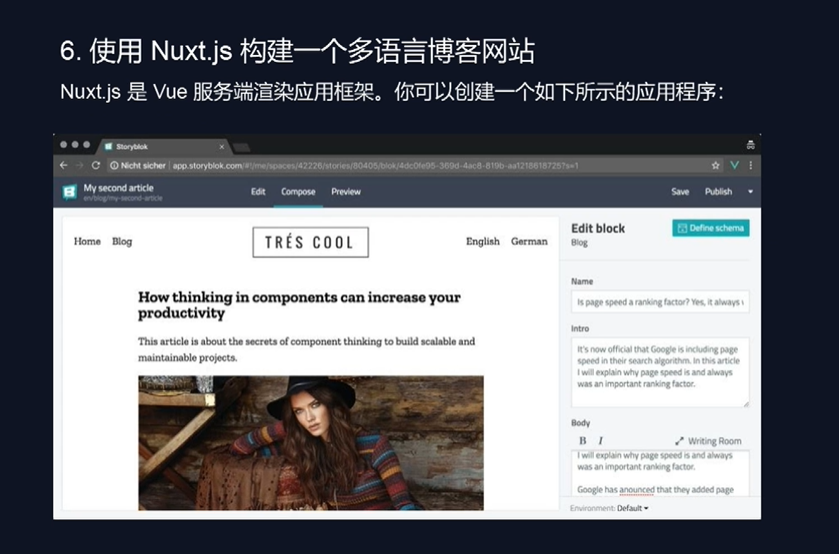 6. 使用 Nuxt.js 构建一个多语言博客网站
Nuxt.js 是 Vue 服务端渲染应用框架。你可以创建一个如下所示的应用程序：
Storyblok
Nicht sicher | app.storyblok.com/#!/me/spaces/42226/stories/80405/blok/4dc0fe95-369d-4ac8-819b-aa1218818725?s=1
My second article
en/blog/my-second-article
Edit Compose Preview
Save Publish
Home Blog
TRÉS COOL
English German
How thinking in components can increase your
productivity
This article is about the secrets of component thinking to build scalable and
maintainable projects.
Edit block
Blog
Define schema
Name
Is page speed a ranking factor? Yes, it always
Intro
It's now official that Google is including page
speed in their search algorithm. In this article
I will explain why page speed is and always
was an important ranking factor.
Body
B I Writing Room
I will explain why page speed is and always
was an important ranking factor.
Google has anounced that they added page
Environment: Default